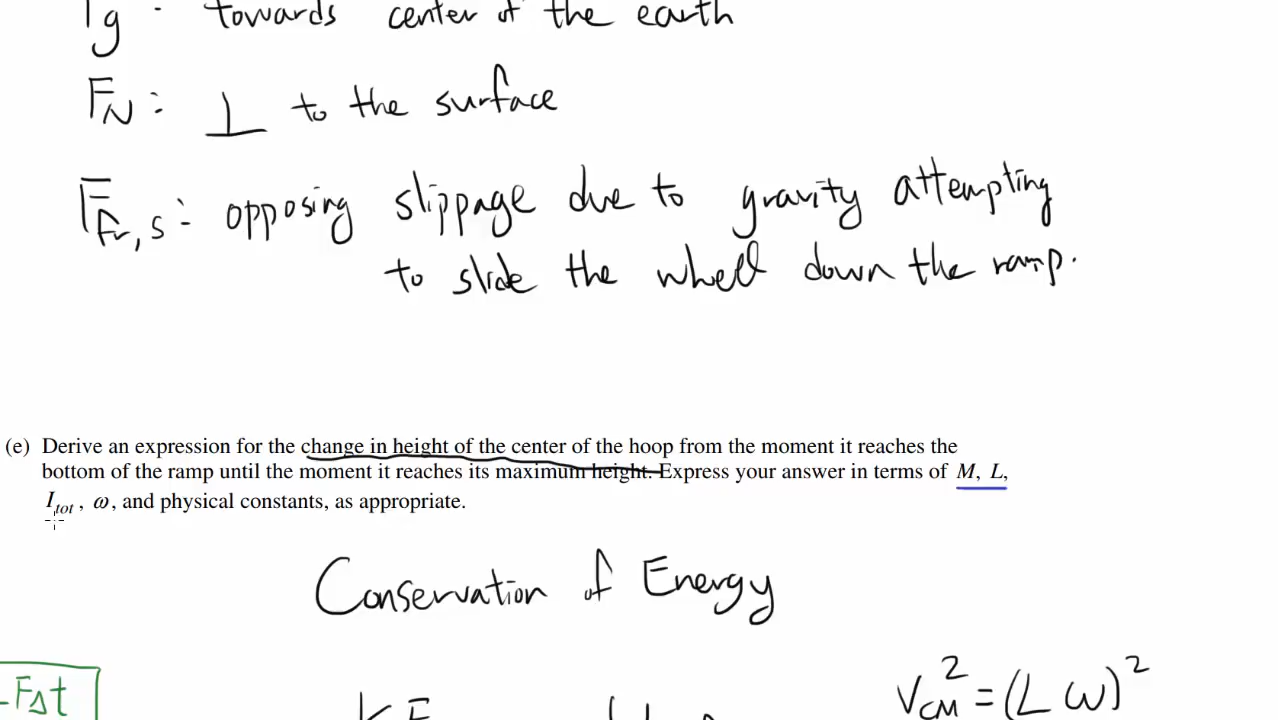 Fg : towards center of the earth
FN : ⊥ to the surface
FFr,s : opposing slippage due to gravity attempting
to slide the wheel down the ramp.
(e) Derive an expression for the change in height of the center of the hoop from the moment it reaches the
bottom of the ramp until the moment it reaches its maximum height. Express your answer in terms of M, L,
Itot , ω, and physical constants, as appropriate.
Conservation of Energy
FΔt
VCM² = (L ω)²